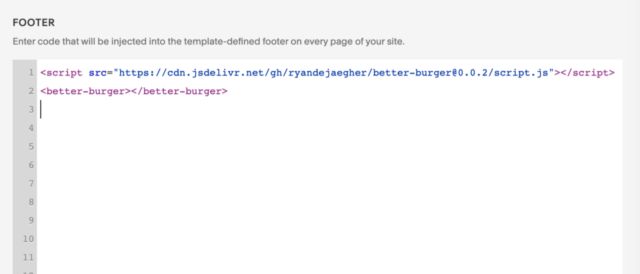 FOOTER
Enter code that will be injected into the template-defined footer on every page of your site.
1 <script src="https://cdn.jsdelivr.net/gh/ryandejaegher/better-burger@0.0.2/script.js"></script>
2 <better-burger></better-burger>
3
4
5
6
7
8
9
10
11